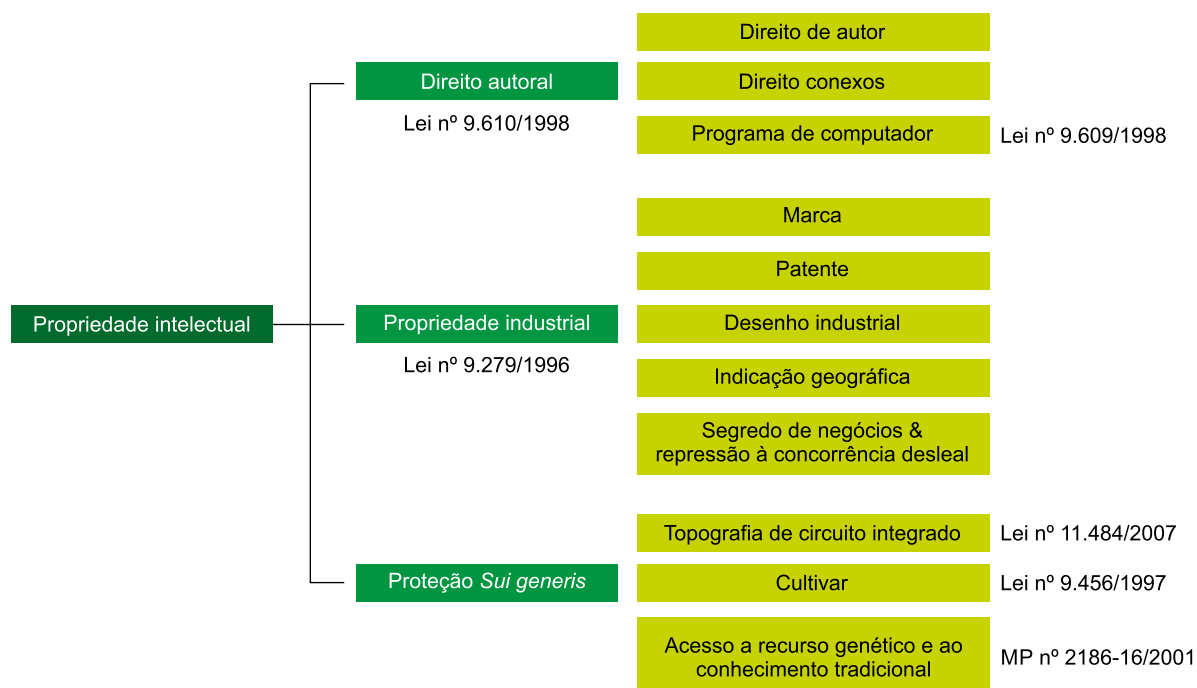 Propriedade intelectual
Direito autoral
Lei nº 9.610/1998
Direito de autor
Direito conexos
Programa de computador
Lei nº 9.609/1998
Propriedade industrial
Lei nº 9.279/1996
Marca
Patente
Desenho industrial
Indicação geográfica
Segredo de negócios &
repressão à concorrência desleal
Proteção Sui generis
Topografia de circuito integrado
Lei nº 11.484/2007
Cultivar
Lei nº 9.456/1997
Acesso a recurso genético e ao
conhecimento tradicional
MP nº 2186-16/2001